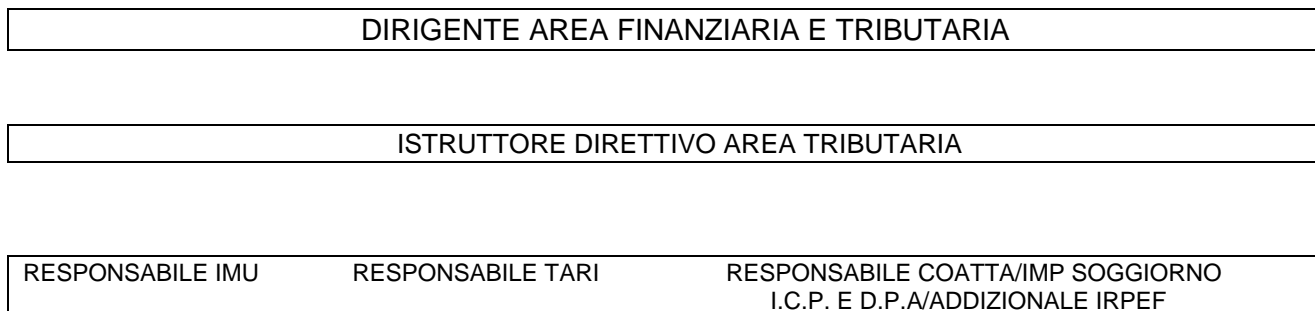 DIRIGENTE AREA FINANZIARIA E TRIBUTARIA
ISTRUTTORE DIRETTIVO AREA TRIBUTARIA
RESPONSABILE IMU RESPONSABILE TARI RESPONSABILE COATTA/IMP SOGGIORNO
I.C.P. E D.P.A/ADDIZIONALE IRPEF